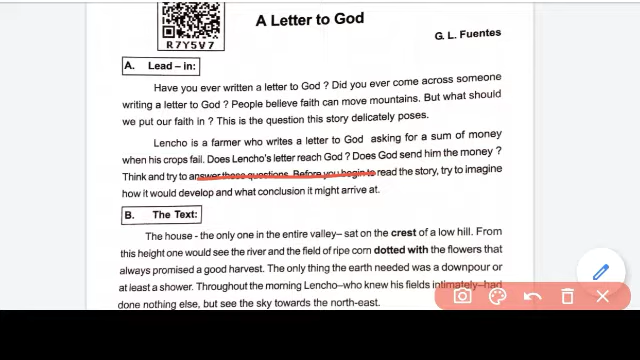 R7Y5V7
A Letter to God
G. L. Fuentes
A. Lead – in:
Have you ever written a letter to God ? Did you ever come across someone
writing a letter to God ? People believe faith can move mountains. But what should
we put our faith in ? This is the question this story delicately poses.
Lencho is a farmer who writes a letter to God asking for a sum of money
when his crops fail. Does Lencho's letter reach God ? Does God send him the money ?
Think and try to answer these questions. Before you begin to read the story, try to imagine
how it would develop and what conclusion it might arrive at.
B. The Text:
The house - the only one in the entire valley– sat on the crest of a low hill. From
this height one would see the river and the field of ripe corn dotted with the flowers that
always promised a good harvest. The only thing the earth needed was a downpour or
at least a shower. Throughout the morning Lencho–who knew his fields intimately–had
done nothing else, but see the sky towards the north-east.